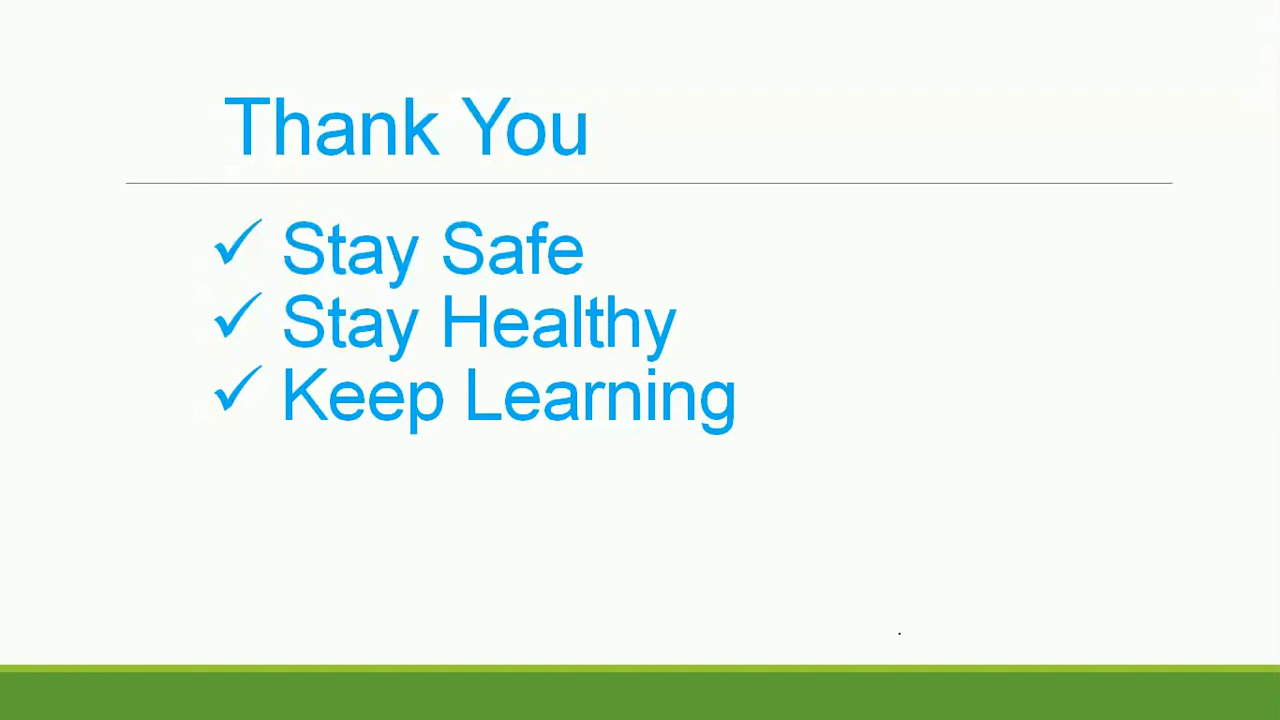 Thank You
✓ Stay Safe
✓ Stay Healthy
✓ Keep Learning
.